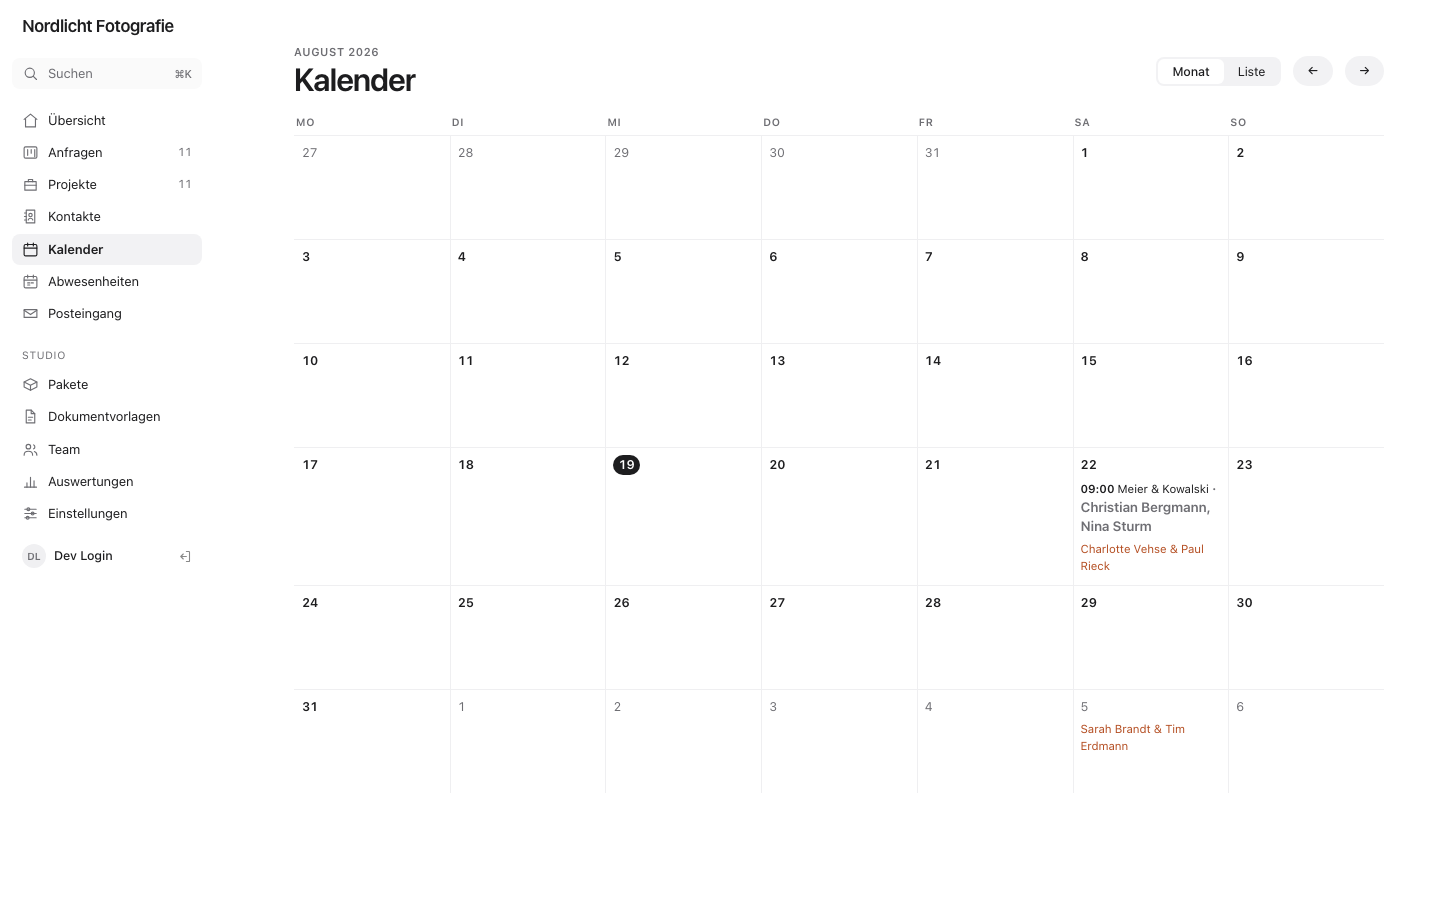 Nordlicht Fotografie
Suchen ⌘K
Übersicht
Anfragen 11
Projekte 11
Kontakte
Kalender
Abwesenheiten
Posteingang
STUDIO
Pakete
Dokumentvorlagen
Team
Auswertungen
Einstellungen
DL Dev Login
AUGUST 2026
Kalender
Monat Liste ← →
MO DI MI DO FR SA SO
27 28 29 30 31 1 2
3 4 5 6 7 8 9
10 11 12 13 14 15 16
17 18 19 20 21 22 23
09:00 Meier & Kowalski ·
Christian Bergmann,
Nina Sturm
Charlotte Vehse & Paul
Rieck
24 25 26 27 28 29 30
31 1 2 3 4 5 6
Sarah Brandt & Tim
Erdmann